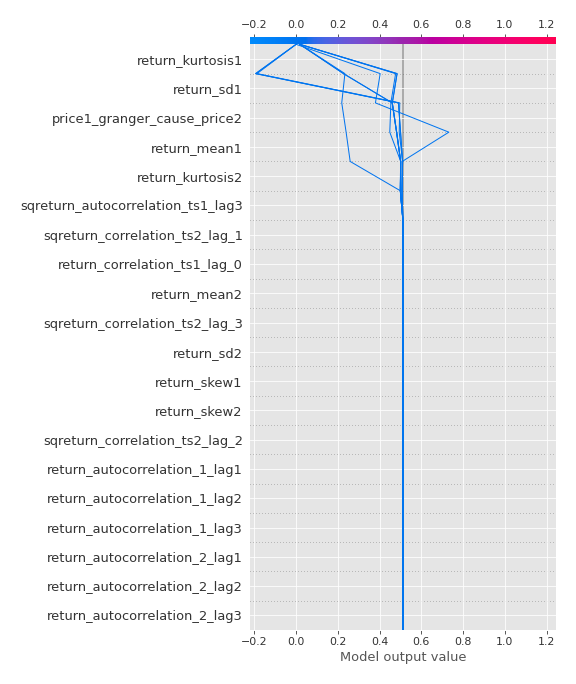 −0.2 0.0 0.2 0.4 0.6 0.8 1.0 1.2
return_kurtosis1
return_sd1
price1_granger_cause_price2
return_mean1
return_kurtosis2
sqreturn_autocorrelation_ts1_lag3
sqreturn_correlation_ts2_lag_1
return_correlation_ts1_lag_0
return_mean2
sqreturn_correlation_ts2_lag_3
return_sd2
return_skew1
return_skew2
sqreturn_correlation_ts2_lag_2
return_autocorrelation_1_lag1
return_autocorrelation_1_lag2
return_autocorrelation_1_lag3
return_autocorrelation_2_lag1
return_autocorrelation_2_lag2
return_autocorrelation_2_lag3
−0.2 0.0 0.2 0.4 0.6 0.8 1.0 1.2
Model output value